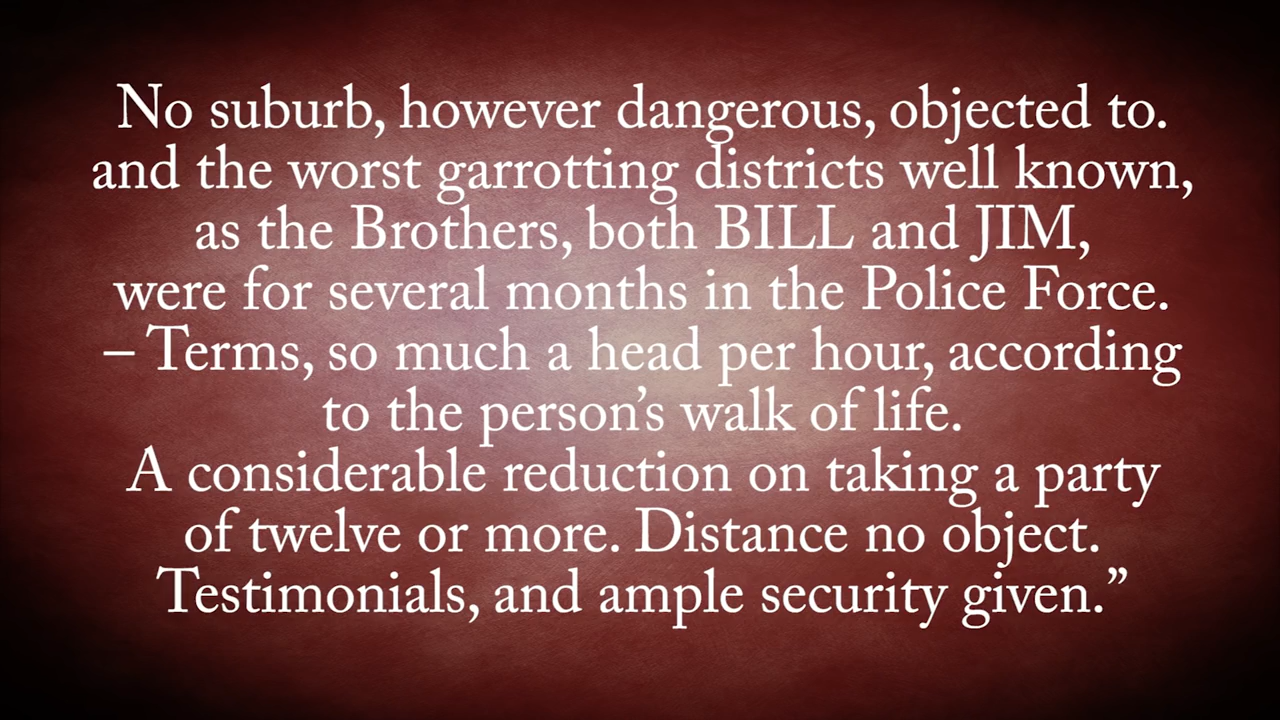 No suburb, however dangerous, objected to.
and the worst garrotting districts well known,
as the Brothers, both BILL and JIM,
were for several months in the Police Force.
– Terms, so much a head per hour, according
to the person’s walk of life.
A considerable reduction on taking a party
of twelve or more. Distance no object.
Testimonials, and ample security given.”